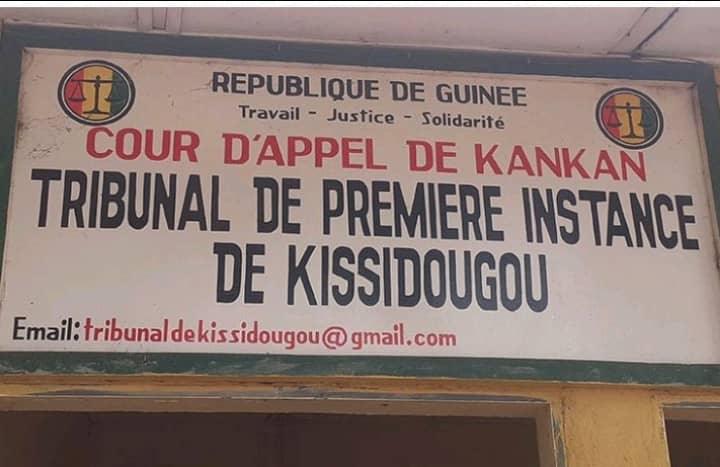 REPUBLIQUE DE GUINEE
Travail - Justice - Solidarité
COUR D'APPEL DE KANKAN
TRIBUNAL DE PREMIERE INSTANCE
DE KISSIDOUGOU
Email: tribunaldekissidougou@gmail.com